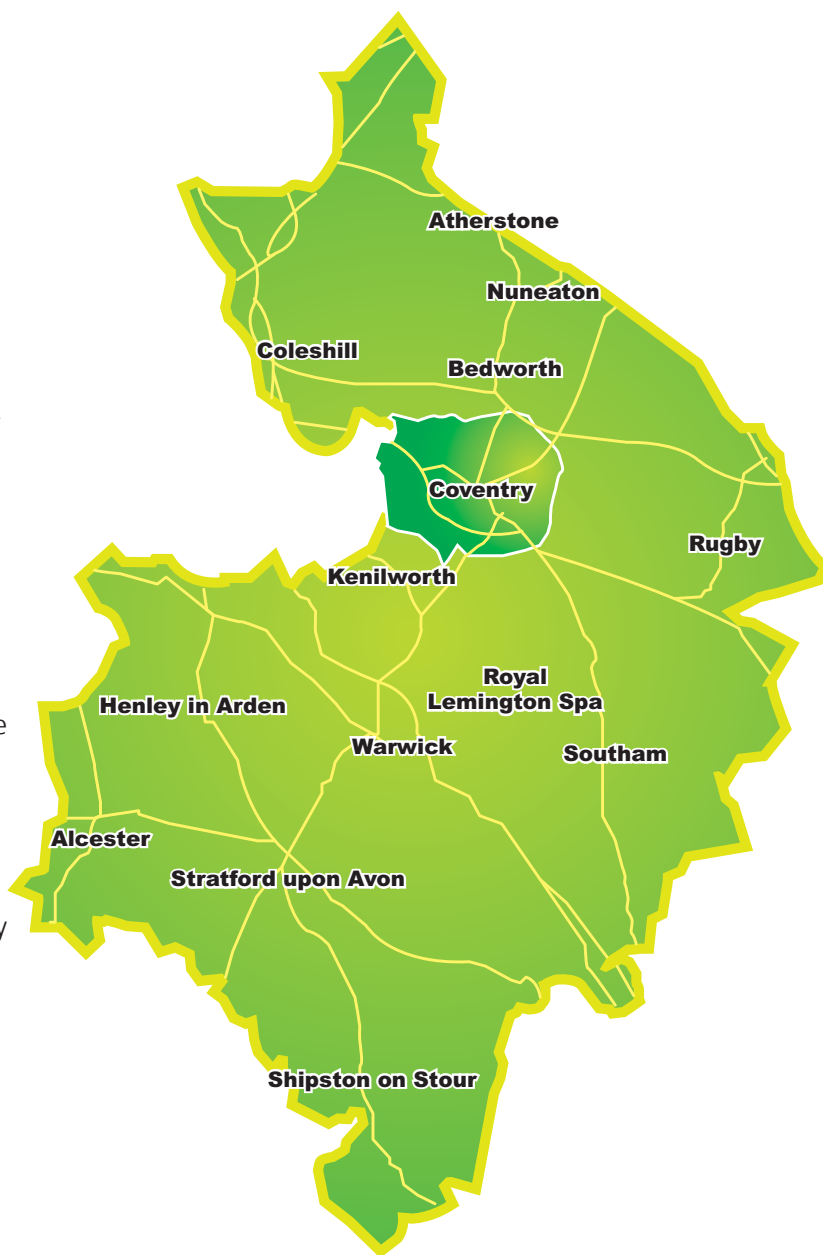 Atherstone
Nuneaton
Coleshill
Bedworth
Coventry
Rugby
Kenilworth
Royal
Lemington Spa
Henley in Arden
Warwick
Southam
Alcester
Stratford upon Avon
Shipston on Stour